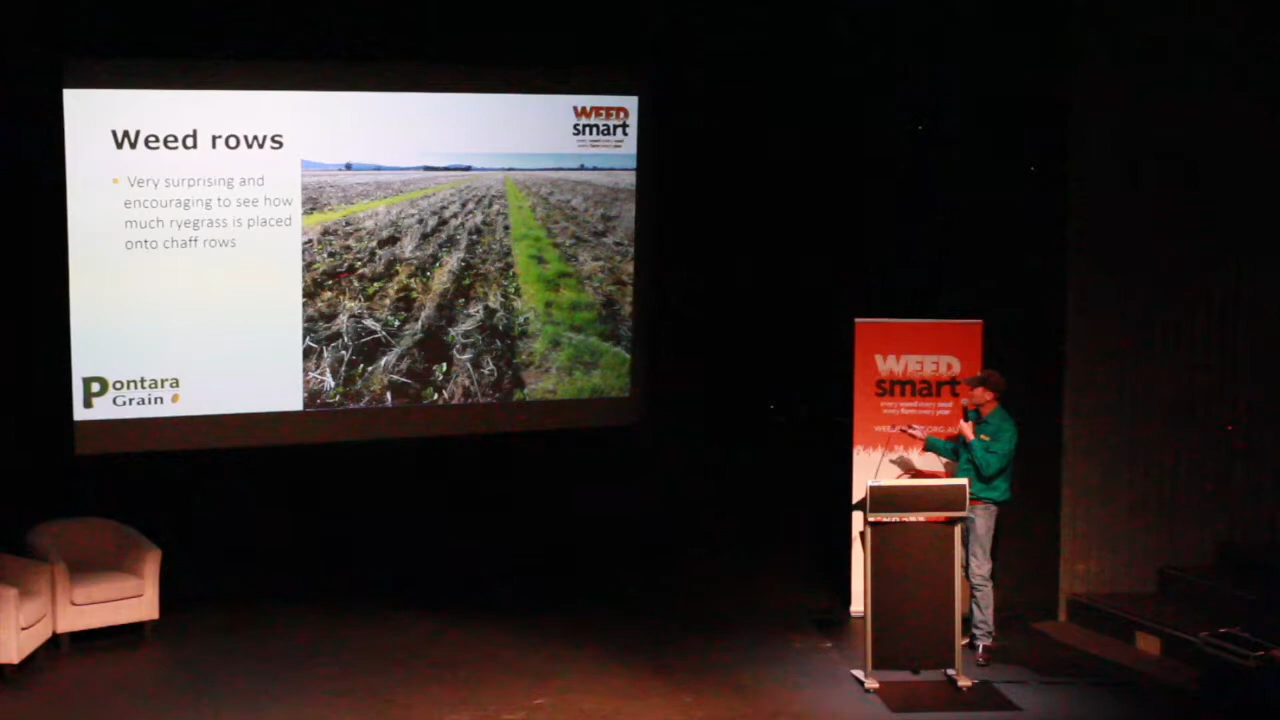 Weed rows
Very surprising and
encouraging to see how
much ryegrass is placed
onto chaff rows
WEED
smart
Pontara
Grain
WEED
smart
every weed every seed
every farm every year